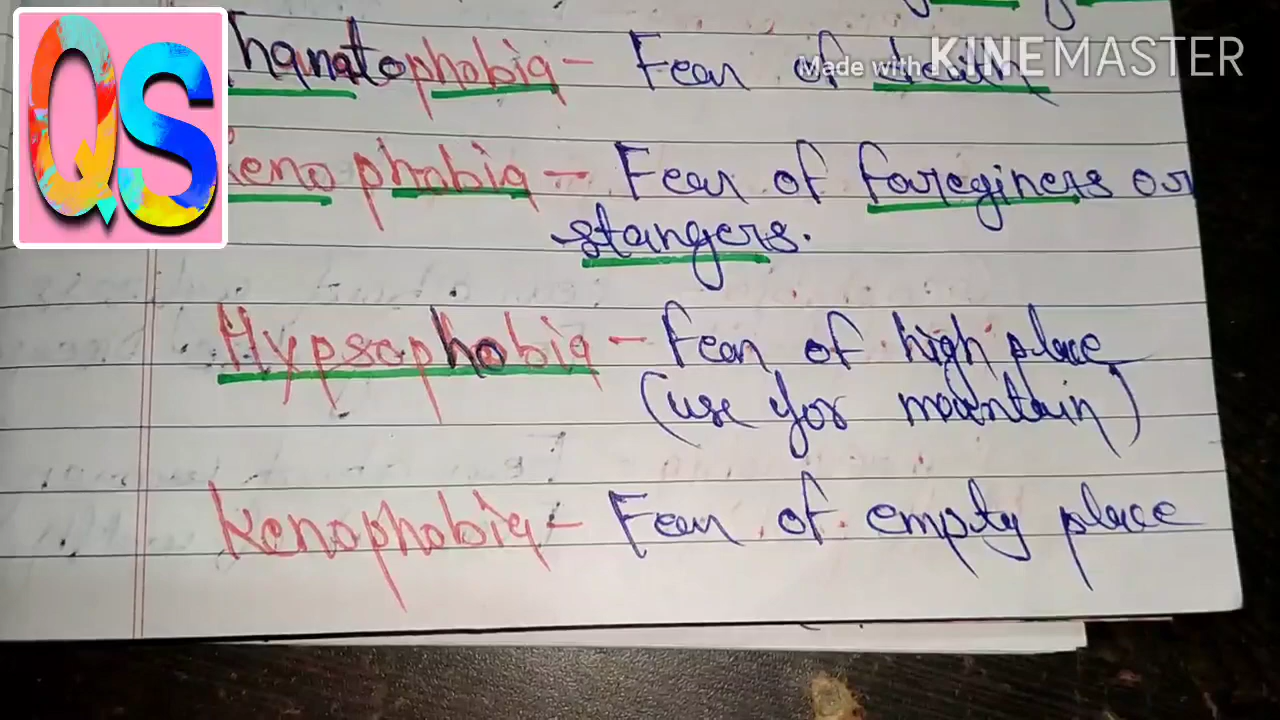 QS
Made with KINEMASTER
Thanatophobia - Fear of death
Xenophobia - Fear of foreginers or
stangers.
Hypsophobia - Fear of high place
(use for mountain)
Kenophobia - Fear of empty place